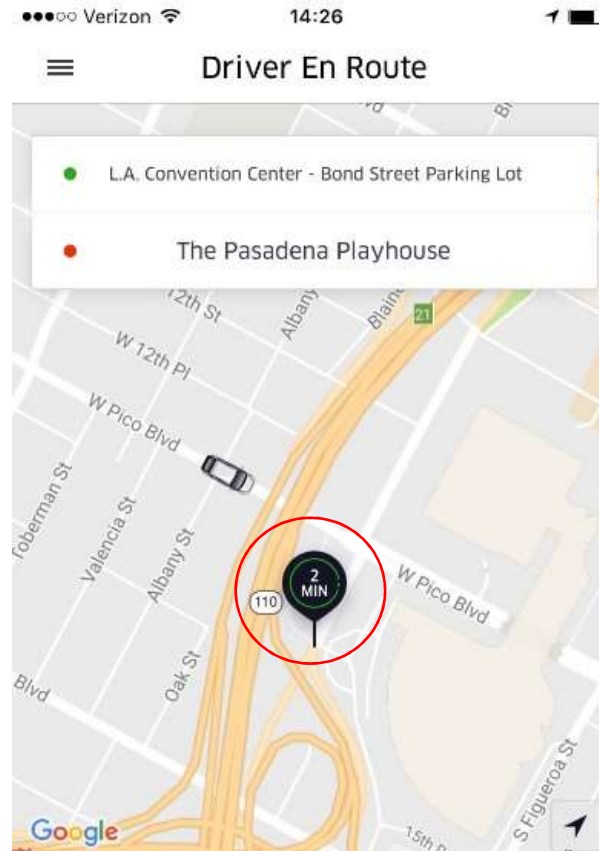 Verizon
14:26
Driver En Route
L.A. Convention Center - Bond Street Parking Lot
The Pasadena Playhouse
12th St
Albany
Blaine
21
W 12th Pl
W Pico Blvd
Toberman St
Valencia St
Albany St
2
MIN
110
W Pico Blvd
Oak St
Blvd
S Figueroa St
15th
Google